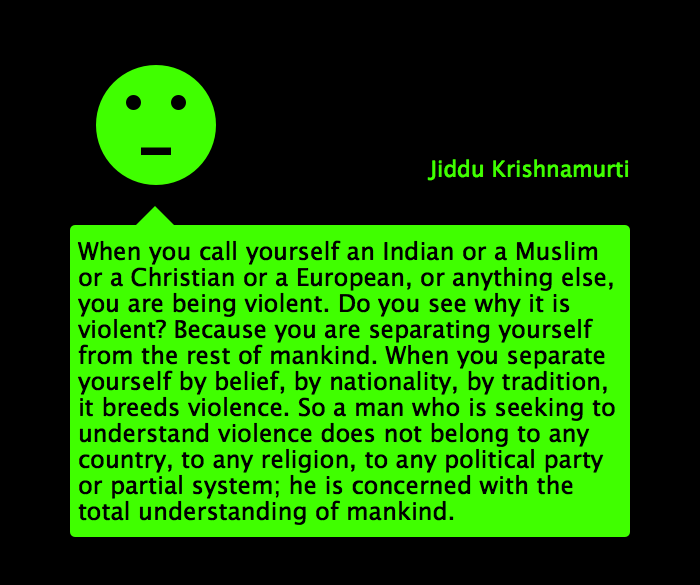 Jiddu Krishnamurti
When you call yourself an Indian or a Muslim
or a Christian or a European, or anything else,
you are being violent. Do you see why it is
violent? Because you are separating yourself
from the rest of mankind. When you separate
yourself by belief, by nationality, by tradition,
it breeds violence. So a man who is seeking to
understand violence does not belong to any
country, to any religion, to any political party
or partial system; he is concerned with the
total understanding of mankind.